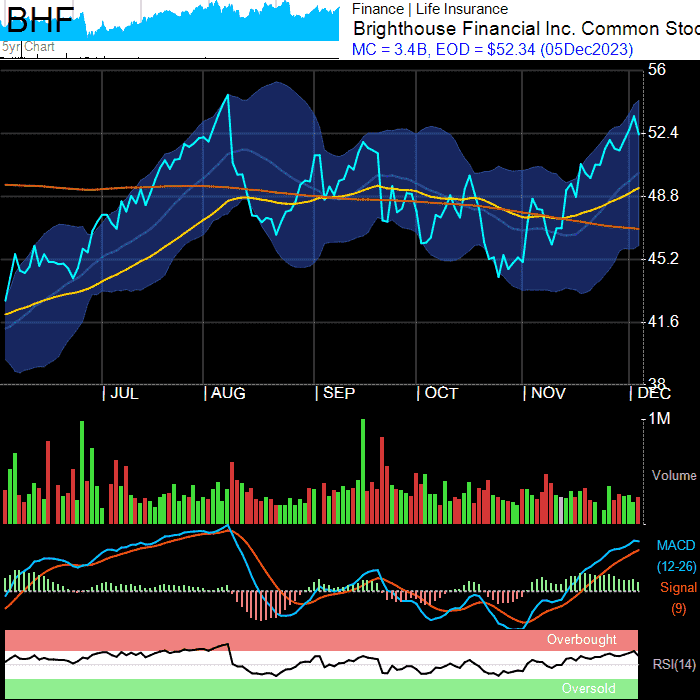 BHF
5yr Chart
Finance | Life Insurance
Brighthouse Financial Inc. Common Stoc
MC = 3.4B, EOD = $52.34 (05Dec2023)
56
52.4
48.8
45.2
41.6
38
JUL
AUG
SEP
OCT
NOV
DEC
1M
Volume
MACD
(12-26)
Signal
(9)
Overbought
RSI(14)
Oversold